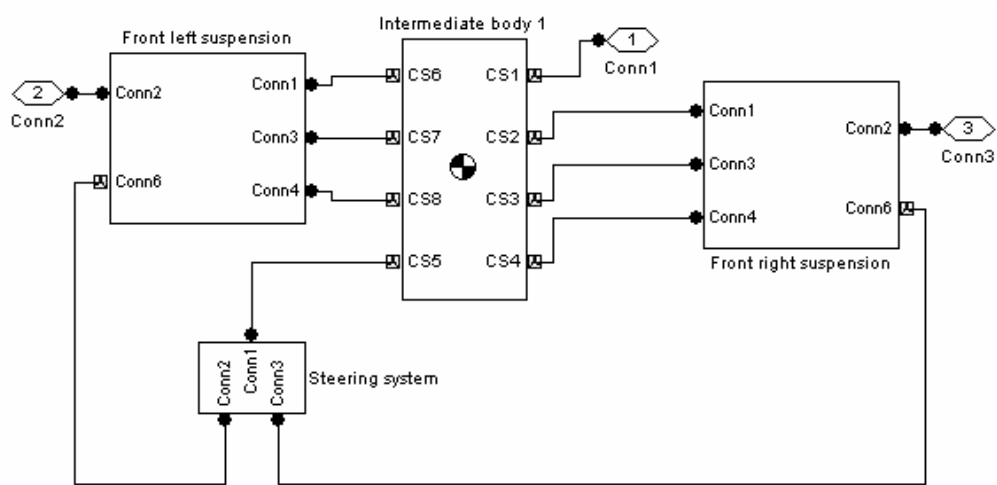 Intermediate body 1
Front left suspension
1
Conn1
2
Conn2
Conn2
Conn1
Conn3
Conn6
Conn4
CS6
CS1
CS7
CS2
CS8
CS3
CS5
CS4
Conn1
Conn2
Conn3
Conn4
Conn6
3
Conn3
Front right suspension
Conn2
Conn1
Conn3
Steering system